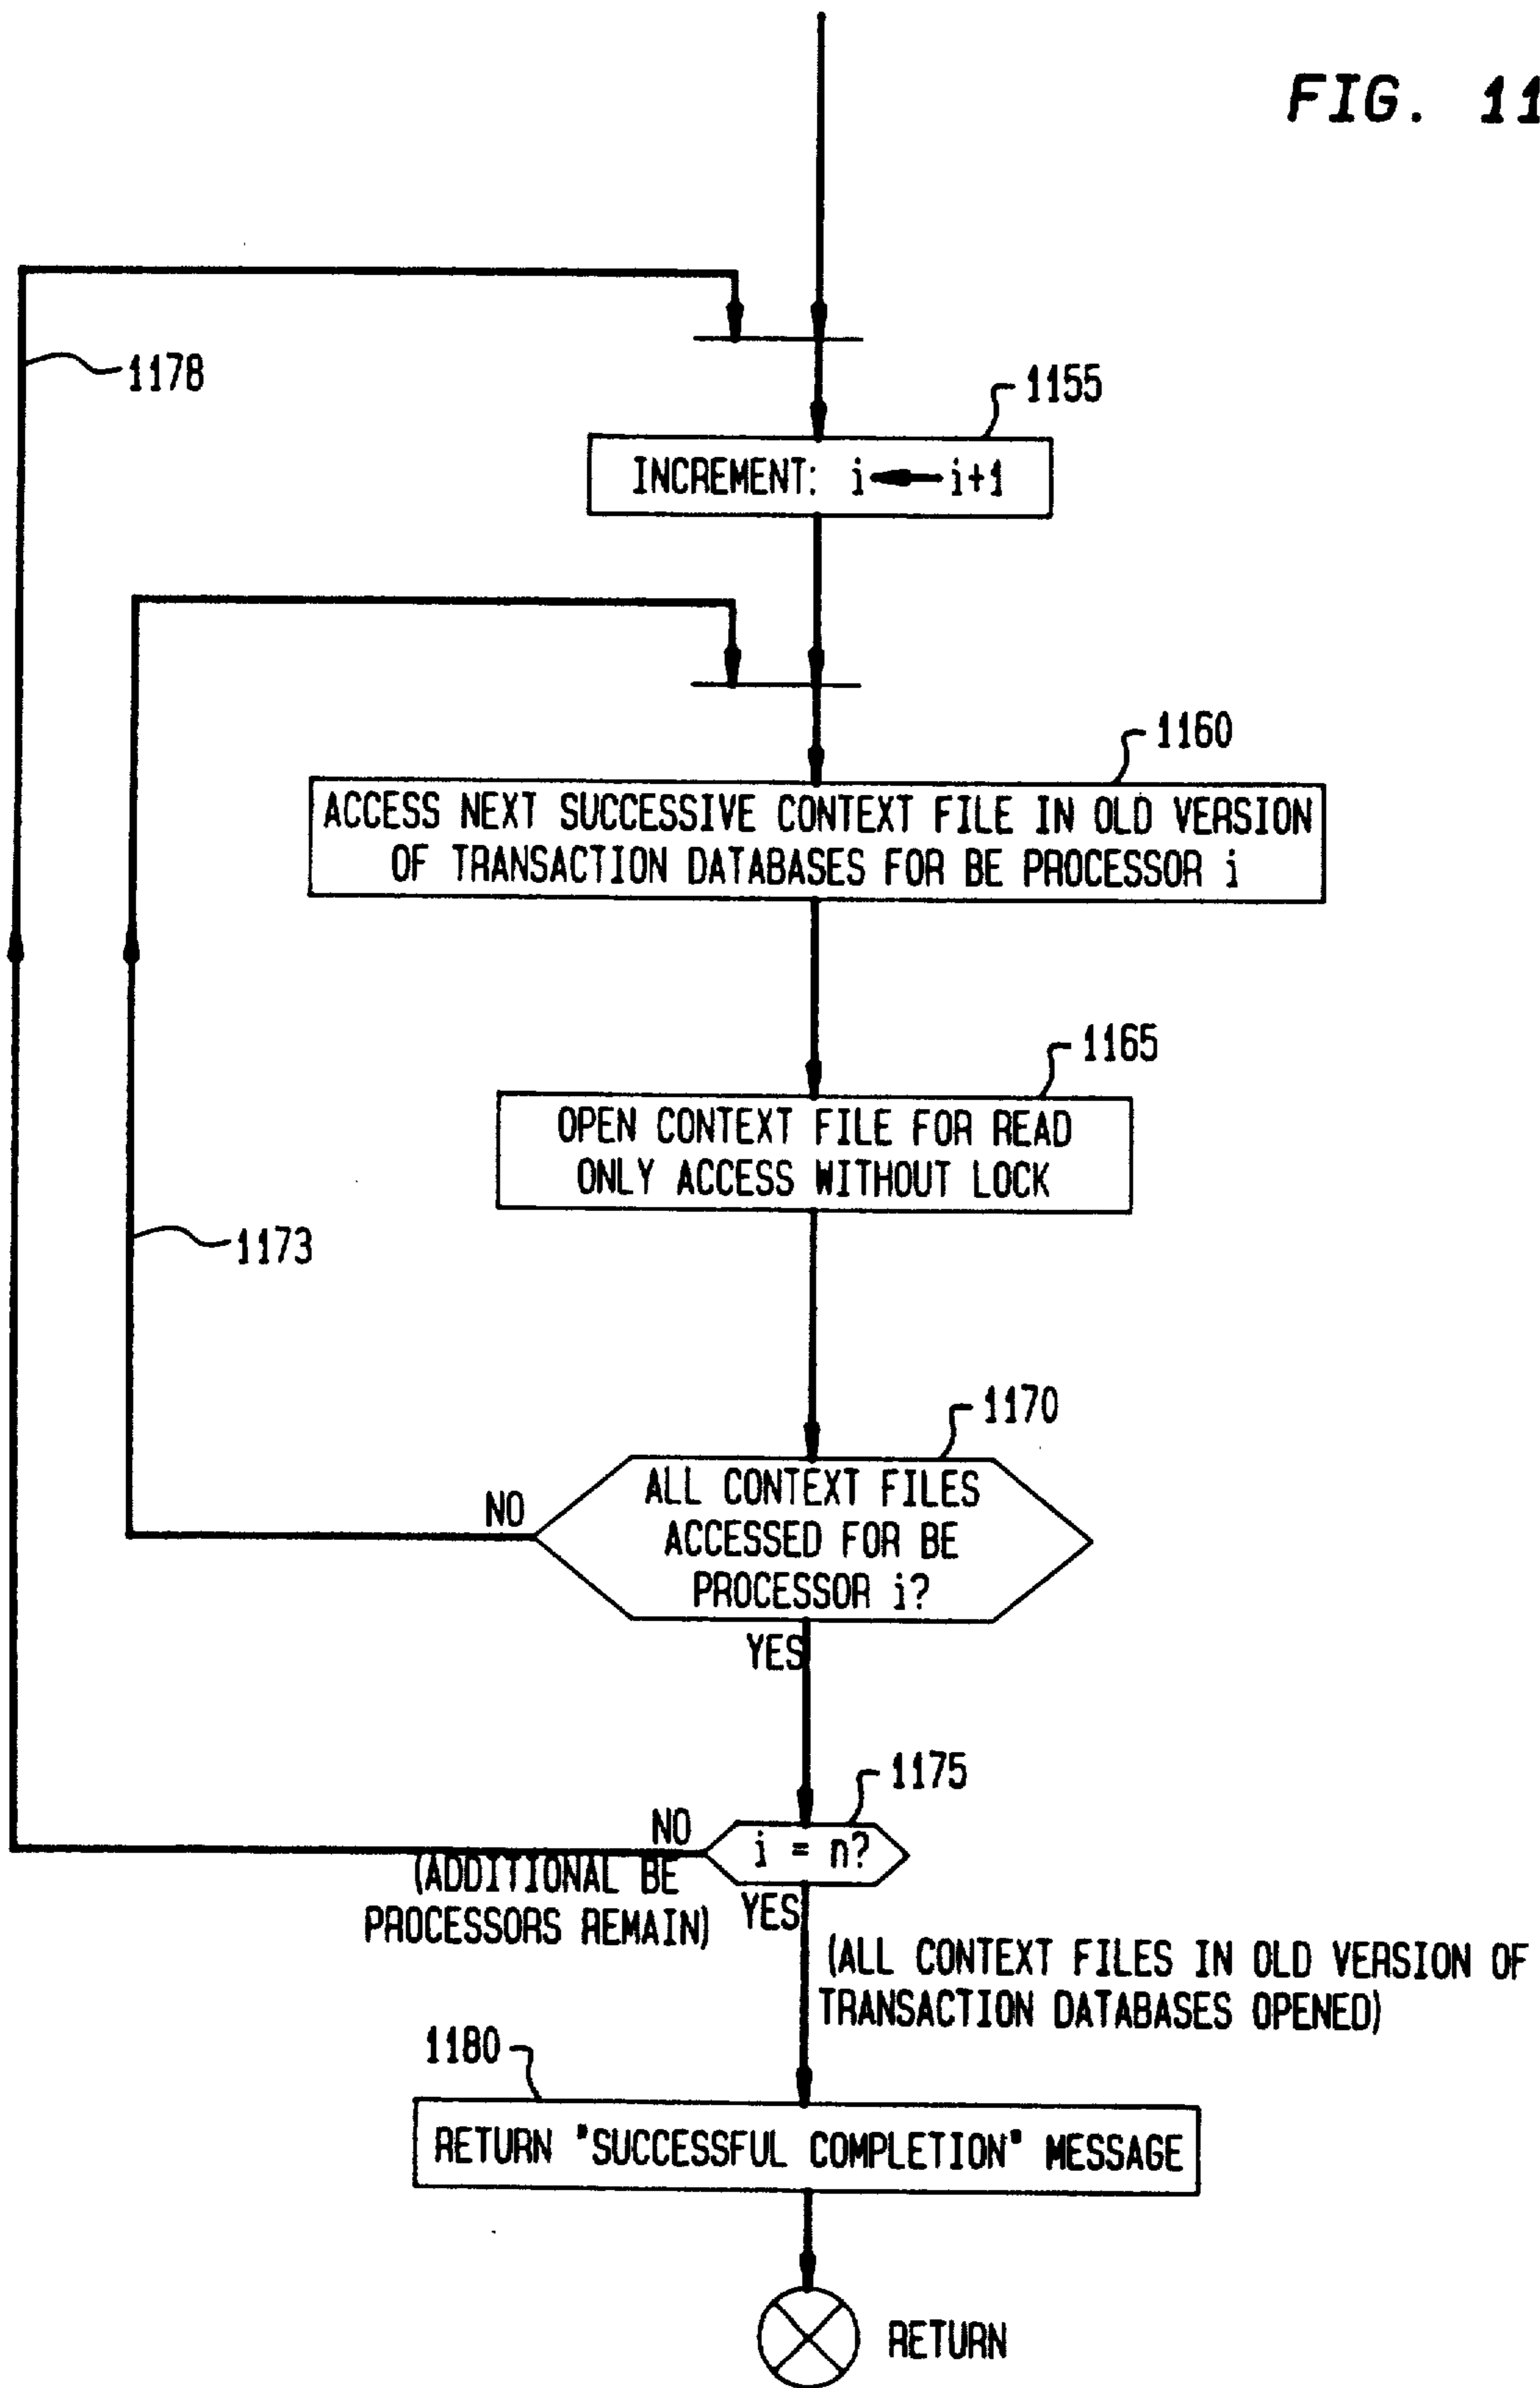 FIG. 11
1178
1155
INCREMENT: i ← i+1
1160
ACCESS NEXT SUCCESSIVE CONTEXT FILE IN OLD VERSION
OF TRANSACTION DATABASES FOR BE PROCESSOR i
1165
OPEN CONTEXT FILE FOR READ
ONLY ACCESS WITHOUT LOCK
1173
1170
NO
ALL CONTEXT FILES
ACCESSED FOR BE
PROCESSOR i?
YES
1175
NO
i = n?
(ADDITIONAL BE
PROCESSORS REMAIN)
YES
(ALL CONTEXT FILES IN OLD VERSION OF
TRANSACTION DATABASES OPENED)
1180
RETURN "SUCCESSFUL COMPLETION" MESSAGE
RETURN